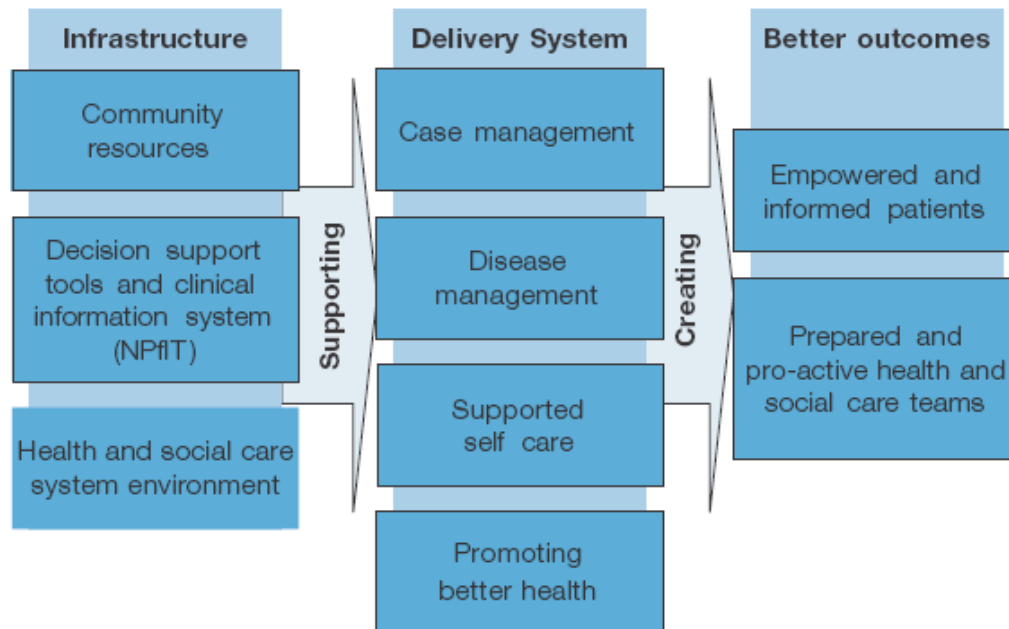 Infrastructure
Community
resources
Decision support
tools and clinical
information system
(NPfIT)
Health and social care
system environment
Supporting
Delivery System
Case management
Disease
management
Supported
self care
Promoting
better health
Creating
Better outcomes
Empowered and
informed patients
Prepared and
pro-active health and
social care teams